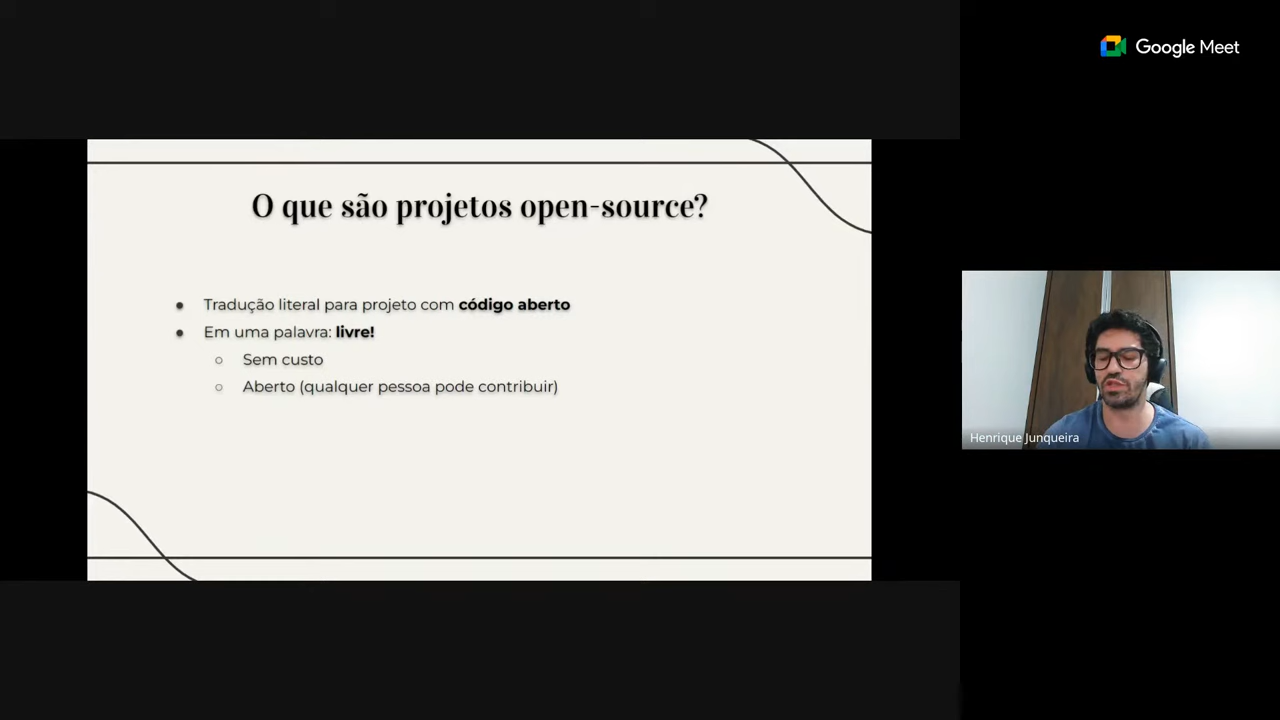 Google Meet
O que são projetos open-source?
● Tradução literal para projeto com código aberto
● Em uma palavra: livre!
○ Sem custo
○ Aberto (qualquer pessoa pode contribuir)
Henrique Junqueira